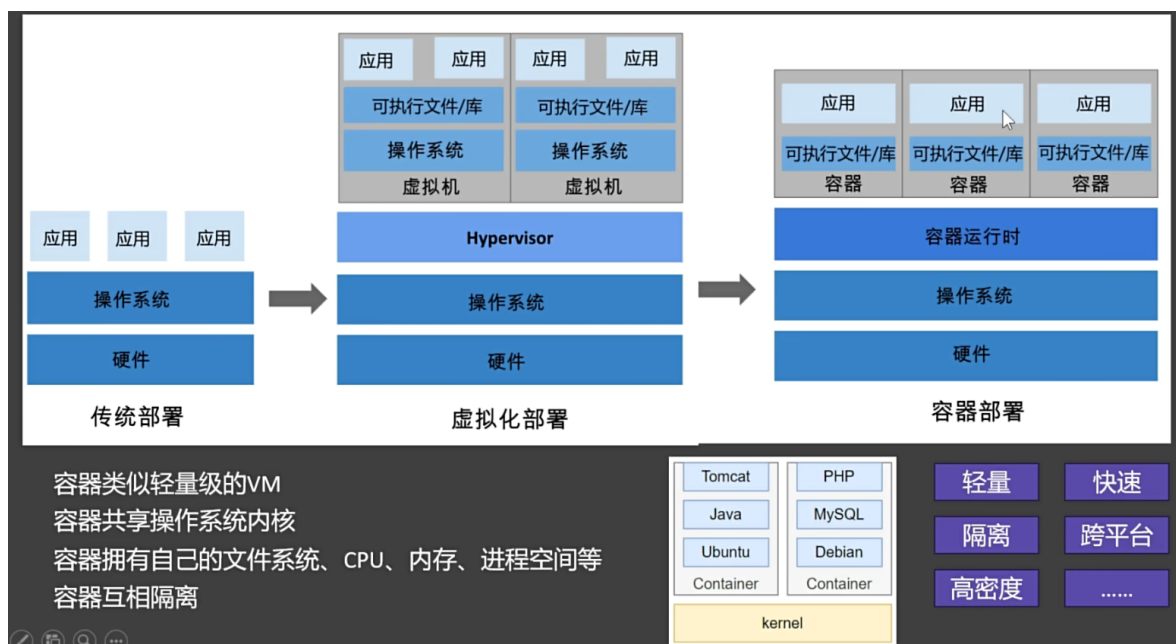 应用 应用 应用
操作系统
硬件
传统部署
应用 应用 应用 应用
可执行文件/库 可执行文件/库
操作系统 操作系统
虚拟机 虚拟机
Hypervisor
操作系统
硬件
虚拟化部署
应用 应用 应用
可执行文件/库 可执行文件/库 可执行文件/库
容器 容器 容器
容器运行时
操作系统
硬件
容器部署
容器类似轻量级的VM
容器共享操作系统内核
容器拥有自己的文件系统、CPU、内存、进程空间等
容器互相隔离
Tomcat PHP
Java MySQL
Ubuntu Debian
Container Container
kernel
轻量 快速
隔离 跨平台
高密度 ......